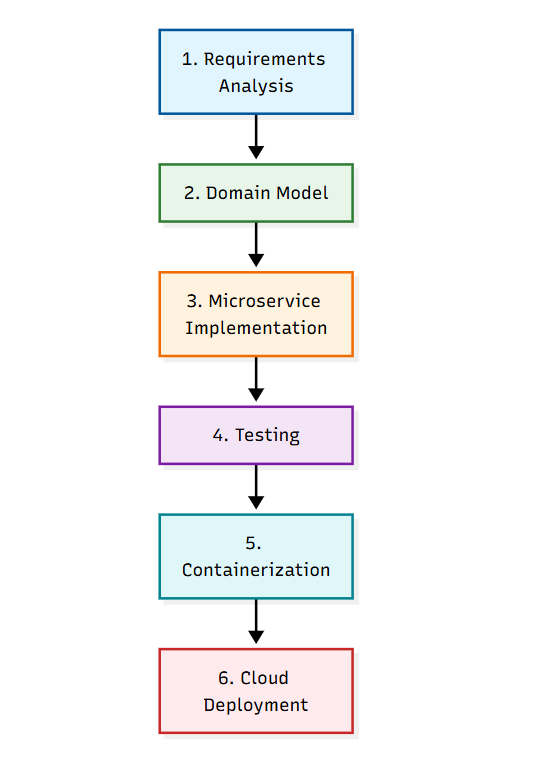 1. Requirements
Analysis
2. Domain Model
3. Microservice
Implementation
4. Testing
5.
Containerization
6. Cloud
Deployment